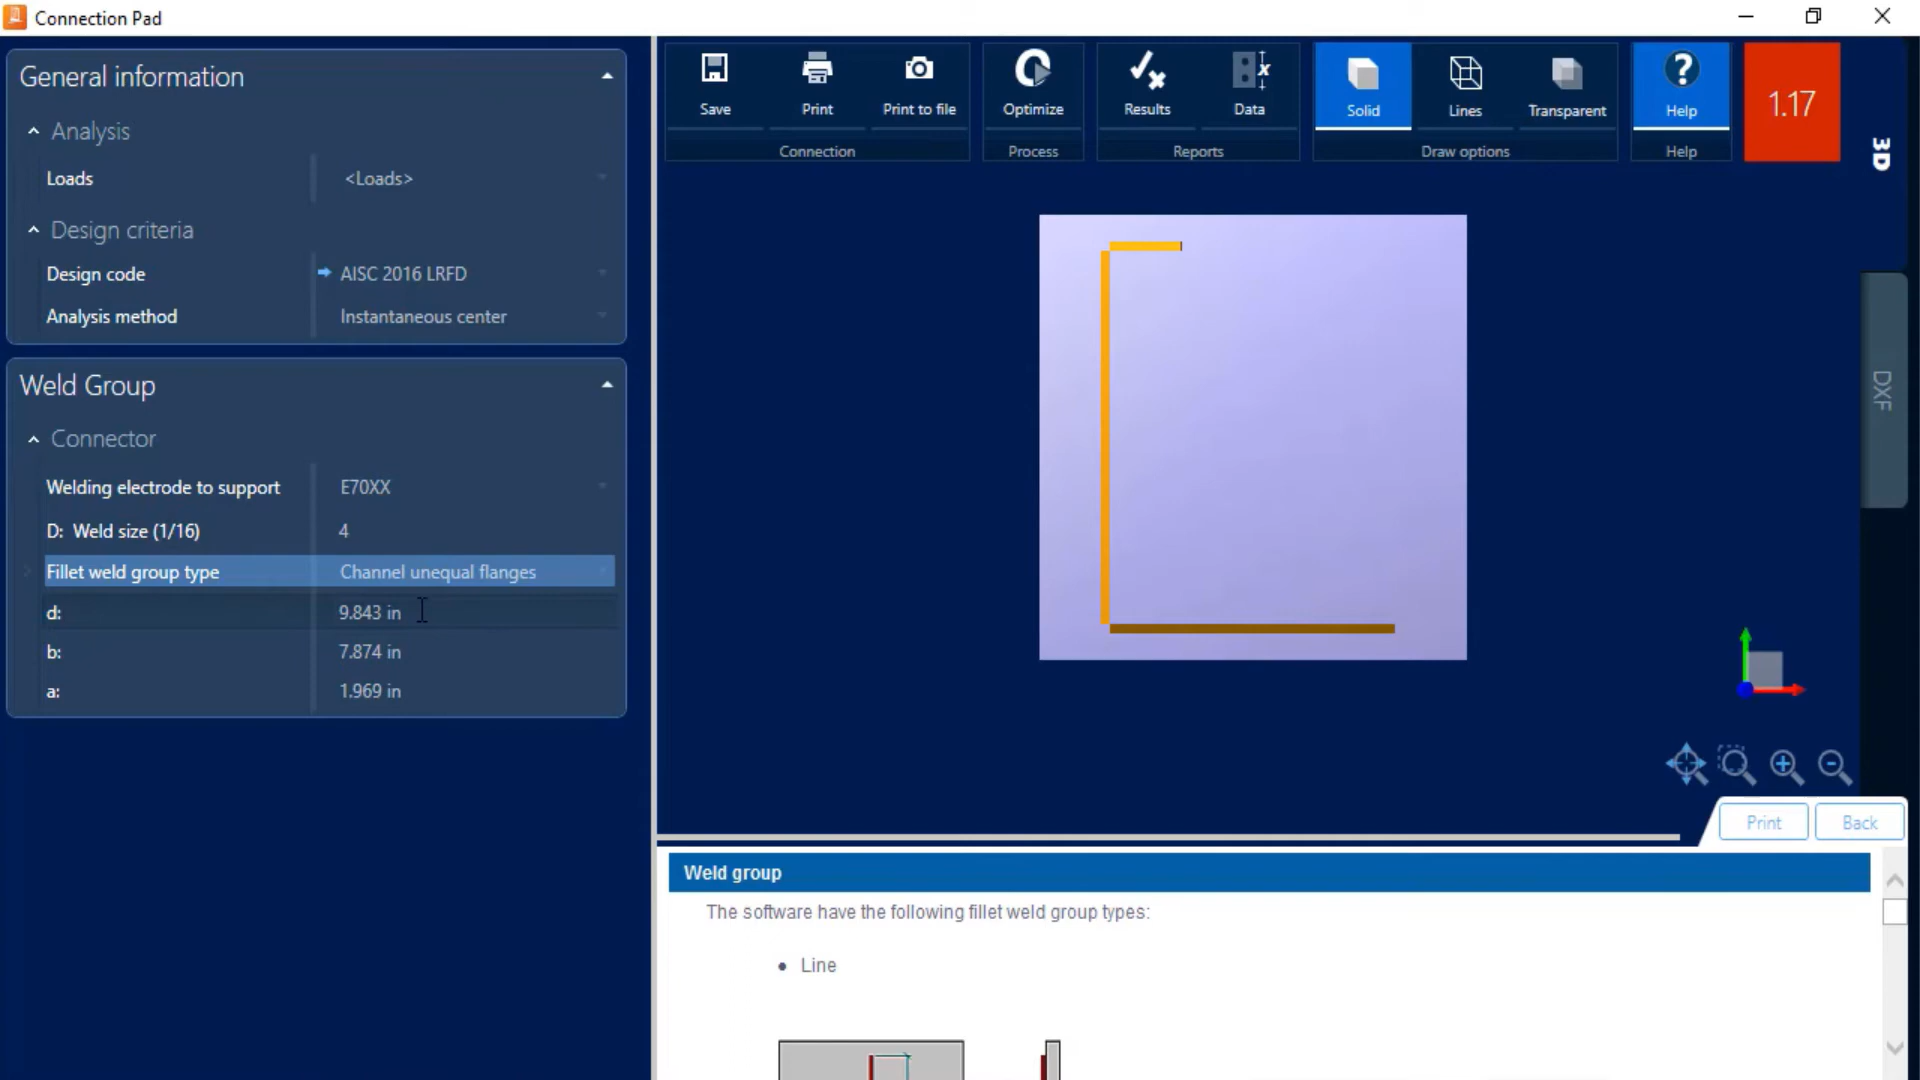 Connection Pad
General information
Analysis
Loads <Loads>
Design criteria
Design code AISC 2016 LRFD
Analysis method Instantaneous center
Weld Group
Connector
Welding electrode to support E70XX
D: Weld size (1/16) 4
Fillet weld group type Channel unequal flanges
d: 9.843 in
b: 7.874 in
a: 1.969 in
Save Print Print to file Optimize Results Data Solid Lines Transparent Help
Connection Process Reports Draw options Help
1.17
3D
DXF
Print Back
Weld group
The software have the following fillet weld group types:
• Line